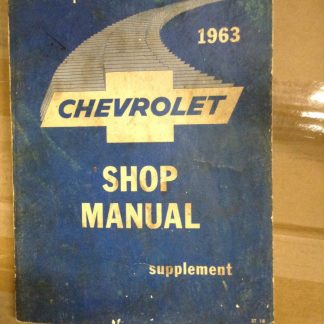 1963
CHEVROLET
SHOP
MANUAL
supplement